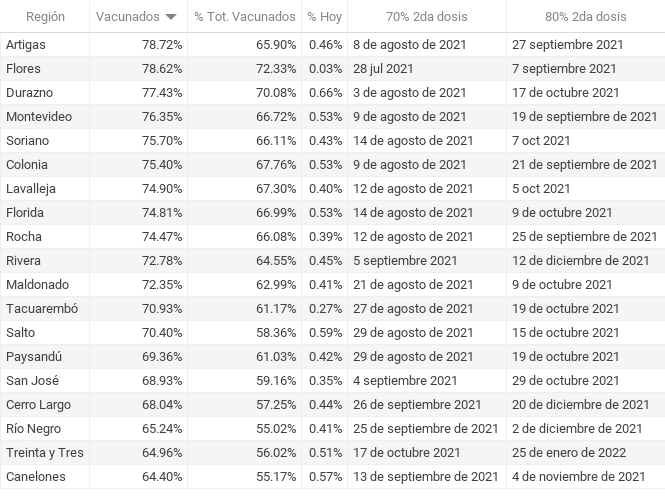 Región Vacunados % Tot. Vacunados % Hoy 70% 2da dosis 80% 2da dosis
Artigas 78.72% 65.90% 0.46% 8 de agosto de 2021 27 septiembre 2021
Flores 78.62% 72.33% 0.03% 28 jul 2021 7 septiembre 2021
Durazno 77.43% 70.08% 0.66% 3 de agosto de 2021 17 de octubre 2021
Montevideo 76.35% 66.72% 0.53% 9 de agosto de 2021 19 de septiembre de 2021
Soriano 75.70% 66.11% 0.43% 14 de agosto de 2021 7 oct 2021
Colonia 75.40% 67.76% 0.53% 9 de agosto de 2021 21 de septiembre de 2021
Lavalleja 74.90% 67.30% 0.40% 12 de agosto de 2021 5 oct 2021
Florida 74.81% 66.99% 0.53% 14 de agosto de 2021 9 de octubre 2021
Rocha 74.47% 66.08% 0.39% 12 de agosto de 2021 25 de septiembre de 2021
Rivera 72.78% 64.55% 0.45% 5 septiembre 2021 12 de diciembre de 2021
Maldonado 72.35% 62.99% 0.41% 21 de agosto de 2021 9 de octubre 2021
Tacuarembó 70.93% 61.17% 0.27% 27 de agosto de 2021 19 de octubre 2021
Salto 70.40% 58.36% 0.59% 29 de agosto de 2021 15 de octubre 2021
Paysandú 69.36% 61.03% 0.42% 29 de agosto de 2021 19 de octubre 2021
San José 68.93% 59.16% 0.35% 4 septiembre 2021 29 de octubre 2021
Cerro Largo 68.04% 57.25% 0.44% 26 de septiembre de 2021 20 de diciembre de 2021
Río Negro 65.24% 55.02% 0.41% 25 de septiembre de 2021 2 de diciembre de 2021
Treinta y Tres 64.96% 56.02% 0.51% 17 de octubre 2021 25 de enero de 2022
Canelones 64.40% 55.17% 0.57% 13 de septiembre de 2021 4 de noviembre de 2021